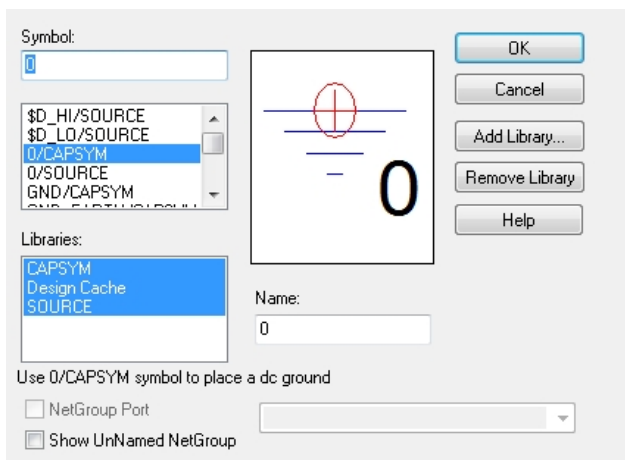 Symbol:
0
$D_HI/SOURCE
$D_LO/SOURCE
0/CAPSYM
0/SOURCE
GND/CAPSYM
0
OK
Cancel
Add Library...
Remove Library
Help
Libraries:
CAPSYM
Design Cache
SOURCE
Name:
0
Use 0/CAPSYM symbol to place a dc ground
NetGroup Port
Show UnNamed NetGroup